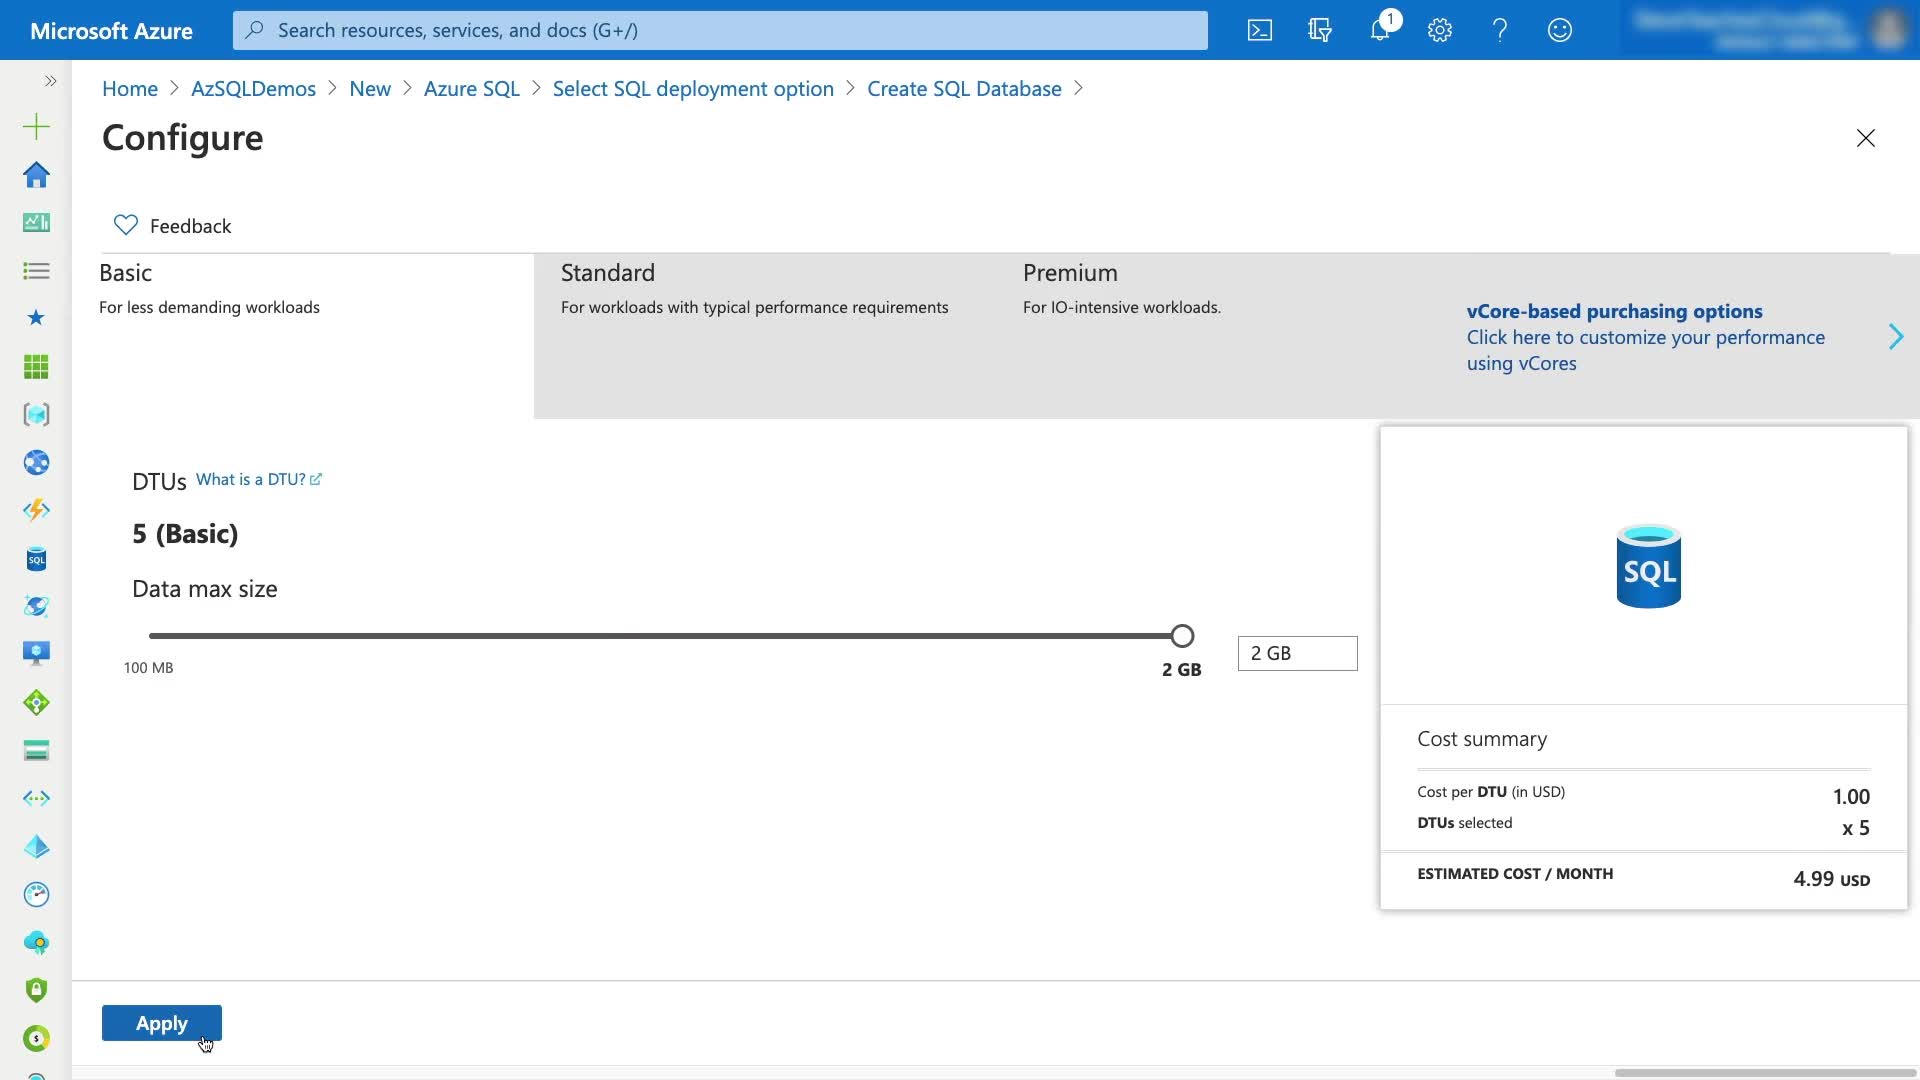 Microsoft Azure
Search resources, services, and docs (G+/)
1
Home > AzSQLDemos > New > Azure SQL > Select SQL deployment option > Create SQL Database >
Configure
Feedback
Basic
For less demanding workloads
Standard
For workloads with typical performance requirements
Premium
For IO-intensive workloads.
vCore-based purchasing options
Click here to customize your performance
using vCores
DTUs What is a DTU?
5 (Basic)
Data max size
100 MB
2 GB
2 GB
SQL
SQL
Cost summary
Cost per DTU (in USD) 1.00
DTUs selected x 5
ESTIMATED COST / MONTH 4.99 USD
Apply